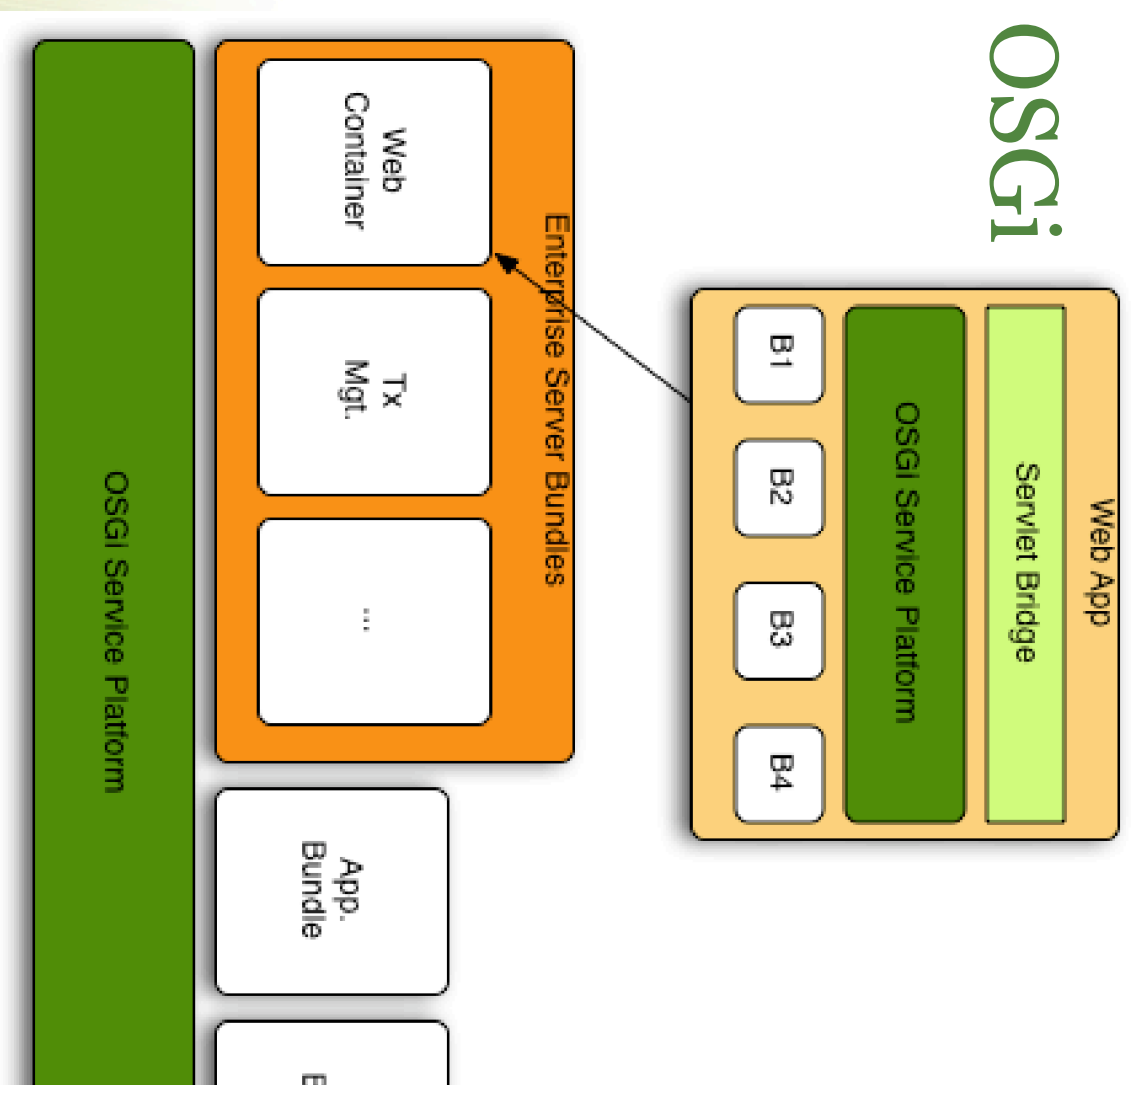 OSGi
Web App
Servlet Bridge
OSGi Service Platform
B1
B2
B3
B4
Enterprise Server Bundles
Web
Container
Tx
Mgt.
...
App.
Bundle
OSGi Service Platform